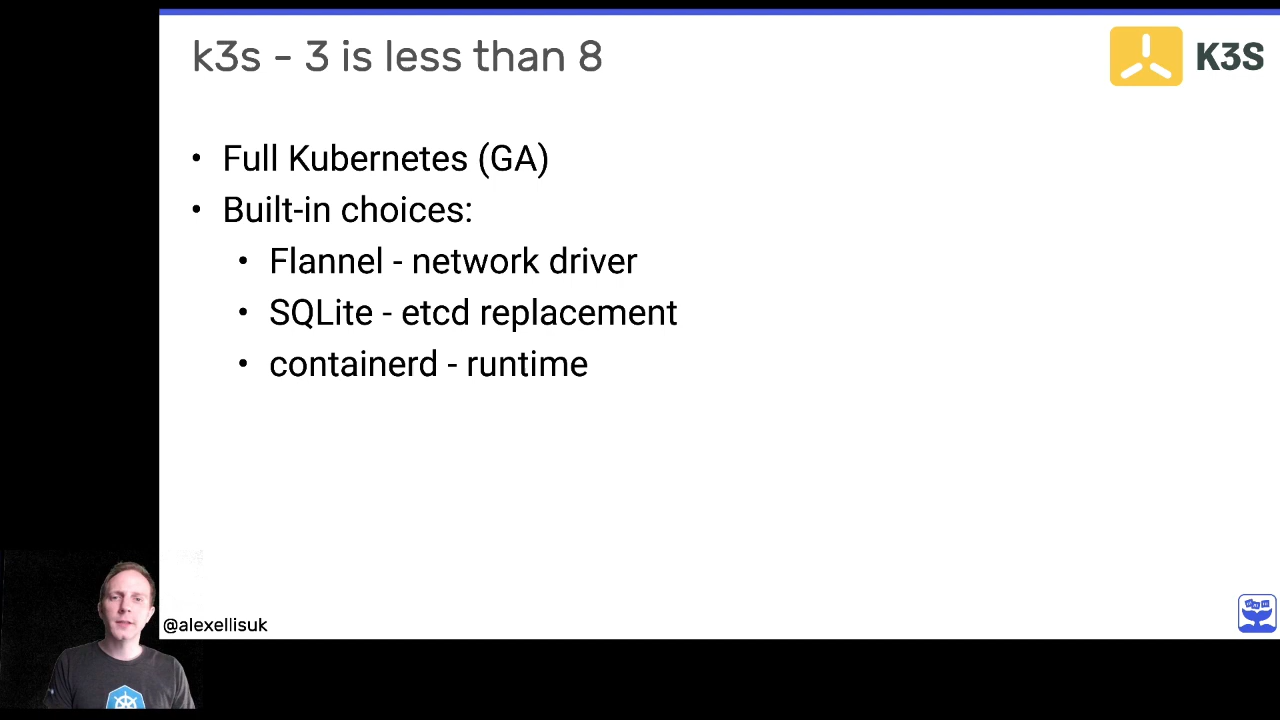 k3s - 3 is less than 8
K3S
• Full Kubernetes (GA)
• Built-in choices:
• Flannel - network driver
• SQLite - etcd replacement
• containerd - runtime
@alexellisuk